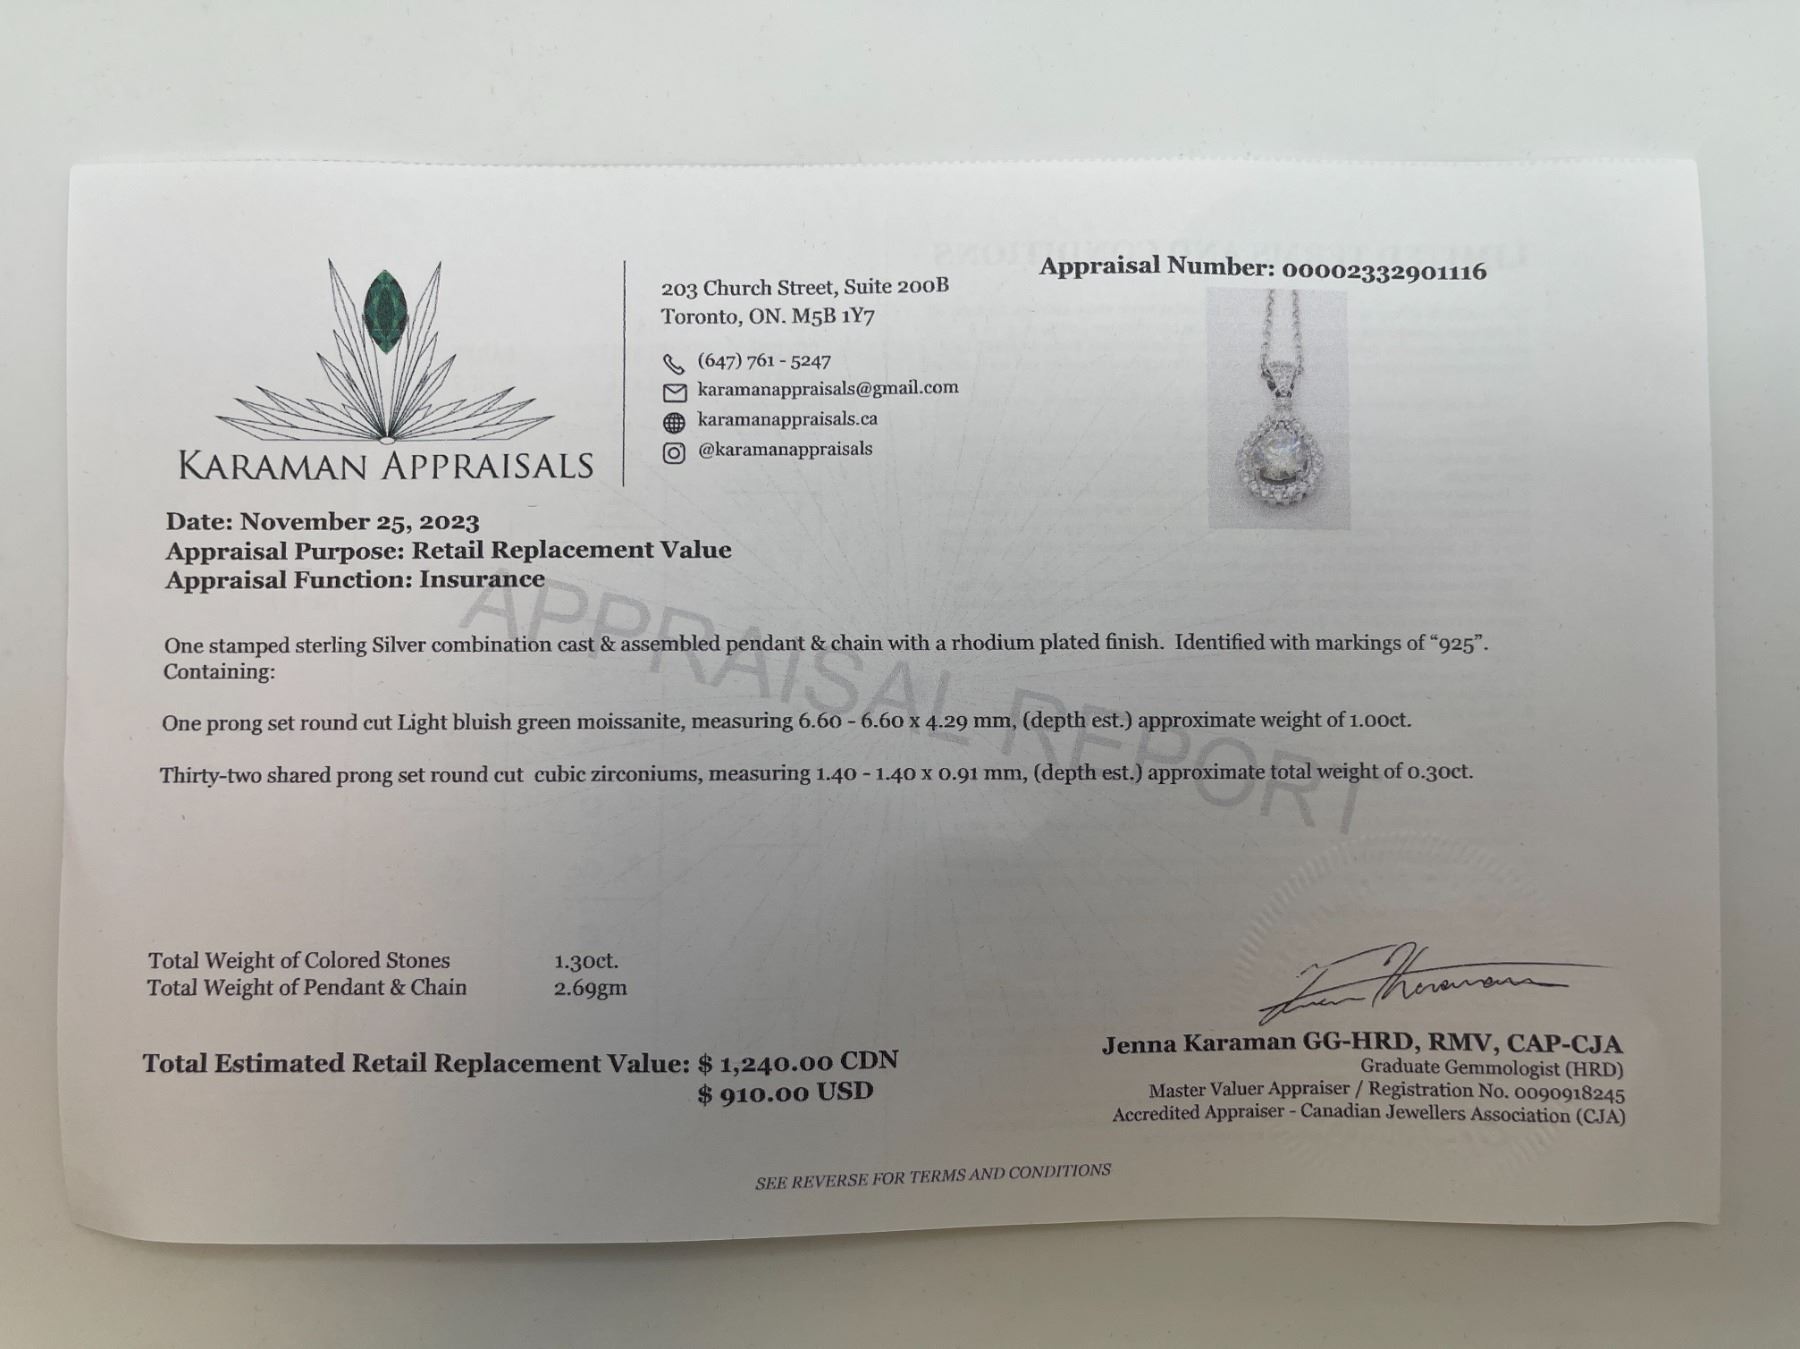 Appraisal Number: 00002332901116
203 Church Street, Suite 200B
Toronto, ON. M5B 1Y7
(647) 761 - 5247
karamanappraisals@gmail.com
karamanappraisals.ca
@karamanappraisals
KARAMAN APPRAISALS
Date: November 25, 2023
Appraisal Purpose: Retail Replacement Value
Appraisal Function: Insurance
APPRAISAL REPORT
One stamped sterling Silver combination cast & assembled pendant & chain with a rhodium plated finish. Identified with markings of “925”.
Containing:
One prong set round cut Light bluish green moissanite, measuring 6.60 - 6.60 x 4.29 mm, (depth est.) approximate weight of 1.00ct.
Thirty-two shared prong set round cut cubic zirconiums, measuring 1.40 - 1.40 x 0.91 mm, (depth est.) approximate total weight of 0.30ct.
Total Weight of Colored Stones 1.30ct.
Total Weight of Pendant & Chain 2.69gm
Total Estimated Retail Replacement Value: $ 1,240.00 CDN
$ 910.00 USD
Jenna Karaman GG-HRD, RMV, CAP-CJA
Graduate Gemmologist (HRD)
Master Valuer Appraiser / Registration No. 0090918245
Accredited Appraiser - Canadian Jewellers Association (CJA)
SEE REVERSE FOR TERMS AND CONDITIONS